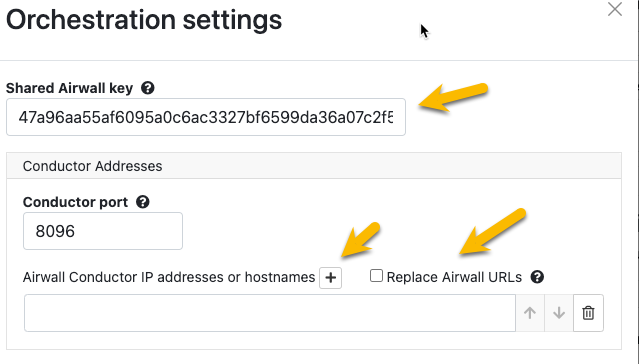 Orchestration settings
Shared Airwall key ?
47a96aa55af6095a0c6ac3327bf6599da36a07c2f5
Conductor Addresses
Conductor port ?
8096
Airwall Conductor IP addresses or hostnames + Replace Airwall URLs ?